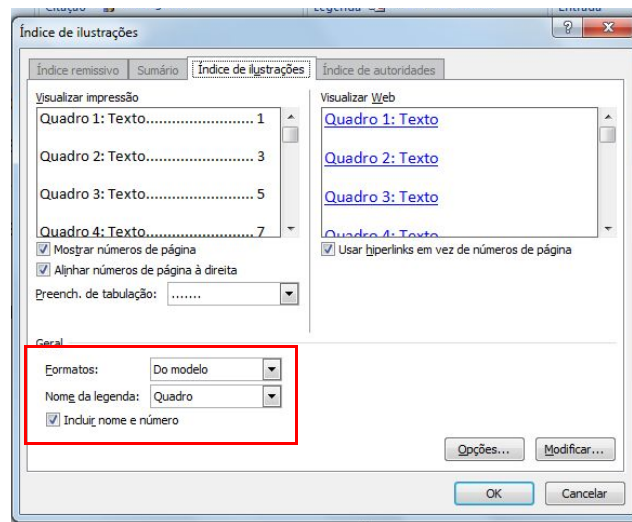 Citação
Legenda
Entrada
Índice de ilustrações
Índice remissivo Sumário Índice de ilustrações Índice de autoridades
Visualizar impressão
Quadro 1: Texto........................ 1
Quadro 2: Texto........................ 3
Quadro 3: Texto........................ 5
Quadro 4: Texto........................ 7
Mostrar números de página
Alinhar números de página à direita
Preench. de tabulação: .......
Visualizar Web
Quadro 1: Texto
Quadro 2: Texto
Quadro 3: Texto
Quadro 4: Texto
Usar hiperlinks em vez de números de página
Geral
Formatos: Do modelo
Nome da legenda: Quadro
Incluir nome e número
Opções... Modificar...
OK Cancelar